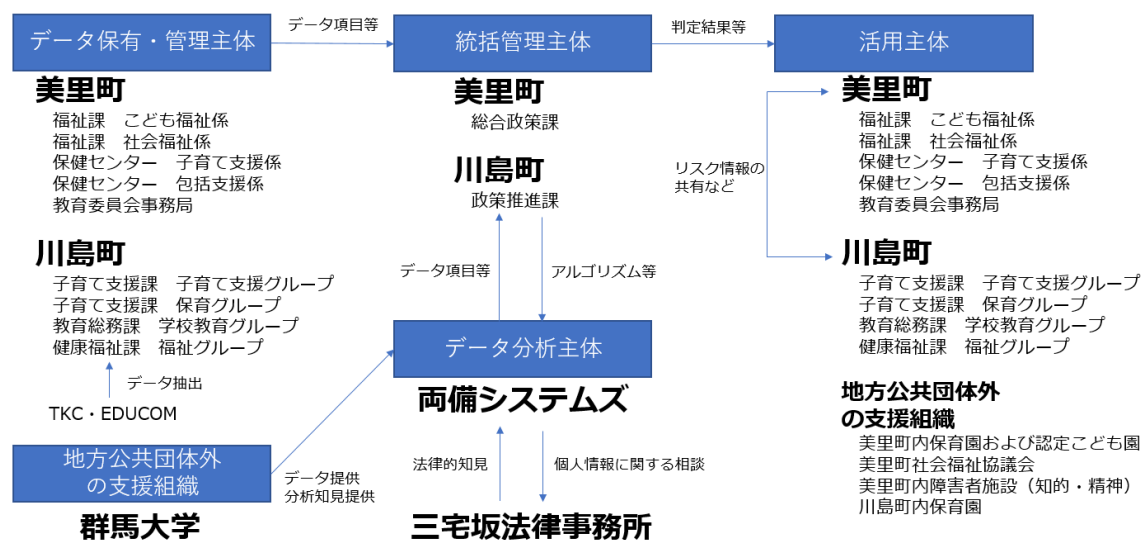 データ保有・管理主体
データ項目等
統括管理主体
判定結果等
活用主体
美里町
福祉課　こども福祉係
福祉課　社会福祉係
保健センター　子育て支援係
保健センター　包括支援係
教育委員会事務局
川島町
子育て支援課　子育て支援グループ
子育て支援課　保育グループ
教育総務課　学校教育グループ
健康福祉課　福祉グループ
データ抽出
TKC・EDUCOM
地方公共団体外
の支援組織
群馬大学
データ提供
分析知見提供
美里町
総合政策課
川島町
政策推進課
データ項目等
アルゴリズム等
データ分析主体
両備システムズ
法律的知見
個人情報に関する相談
三宅坂法律事務所
リスク情報の
共有など
美里町
福祉課　こども福祉係
福祉課　社会福祉係
保健センター　子育て支援係
保健センター　包括支援係
教育委員会事務局
川島町
子育て支援課　子育て支援グループ
子育て支援課　保育グループ
教育総務課　学校教育グループ
健康福祉課　福祉グループ
地方公共団体外
の支援組織
美里町内保育園および認定こども園
美里町社会福祉協議会
美里町内障害者施設（知的・精神）
川島町内保育園